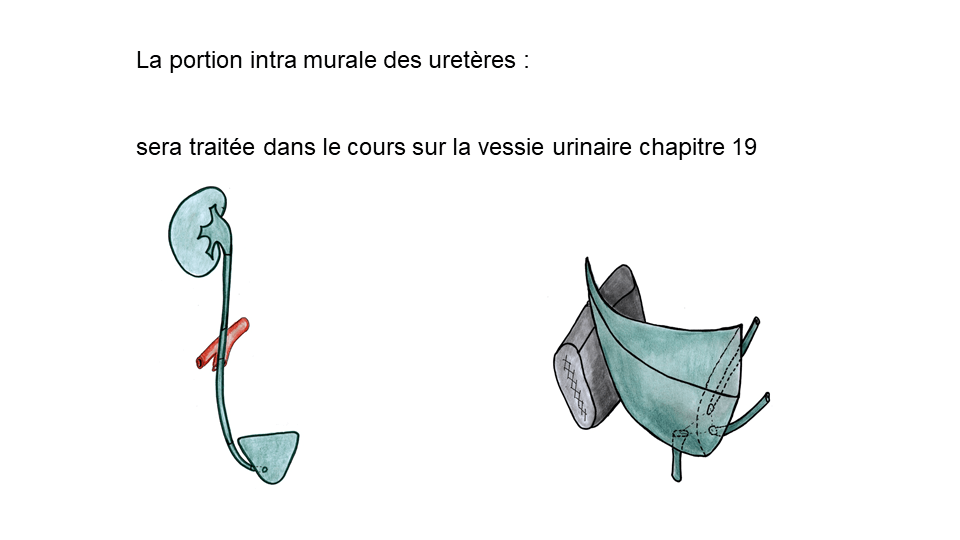 La portion intra murale des uretères :
sera traitée dans le cours sur la vessie urinaire chapitre 19